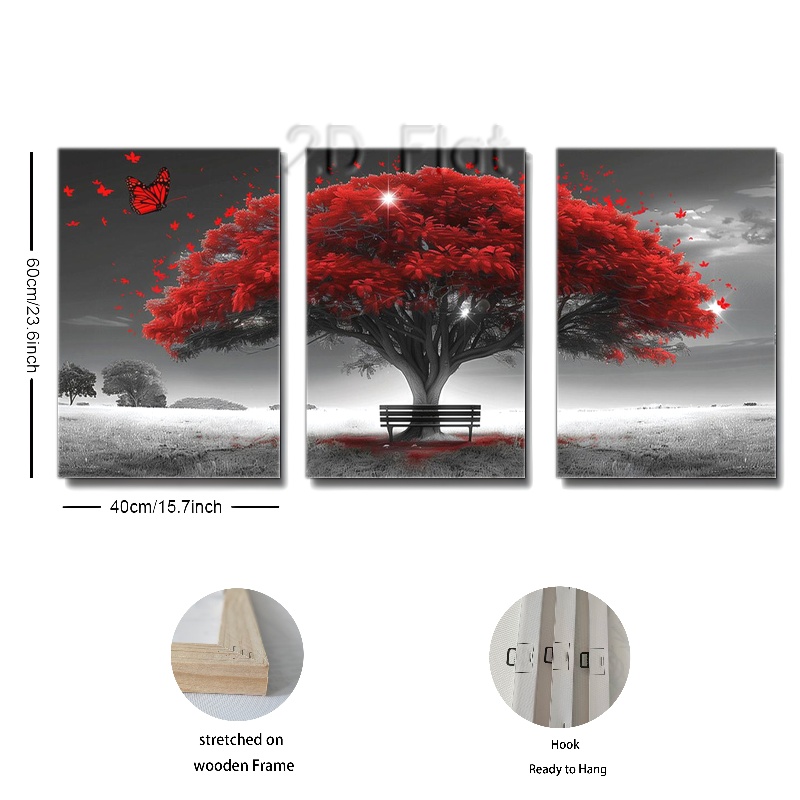 2D Flat
60cm/23.6inch
40cm/15.7inch
stretched on
wooden Frame
Hook
Ready to Hang